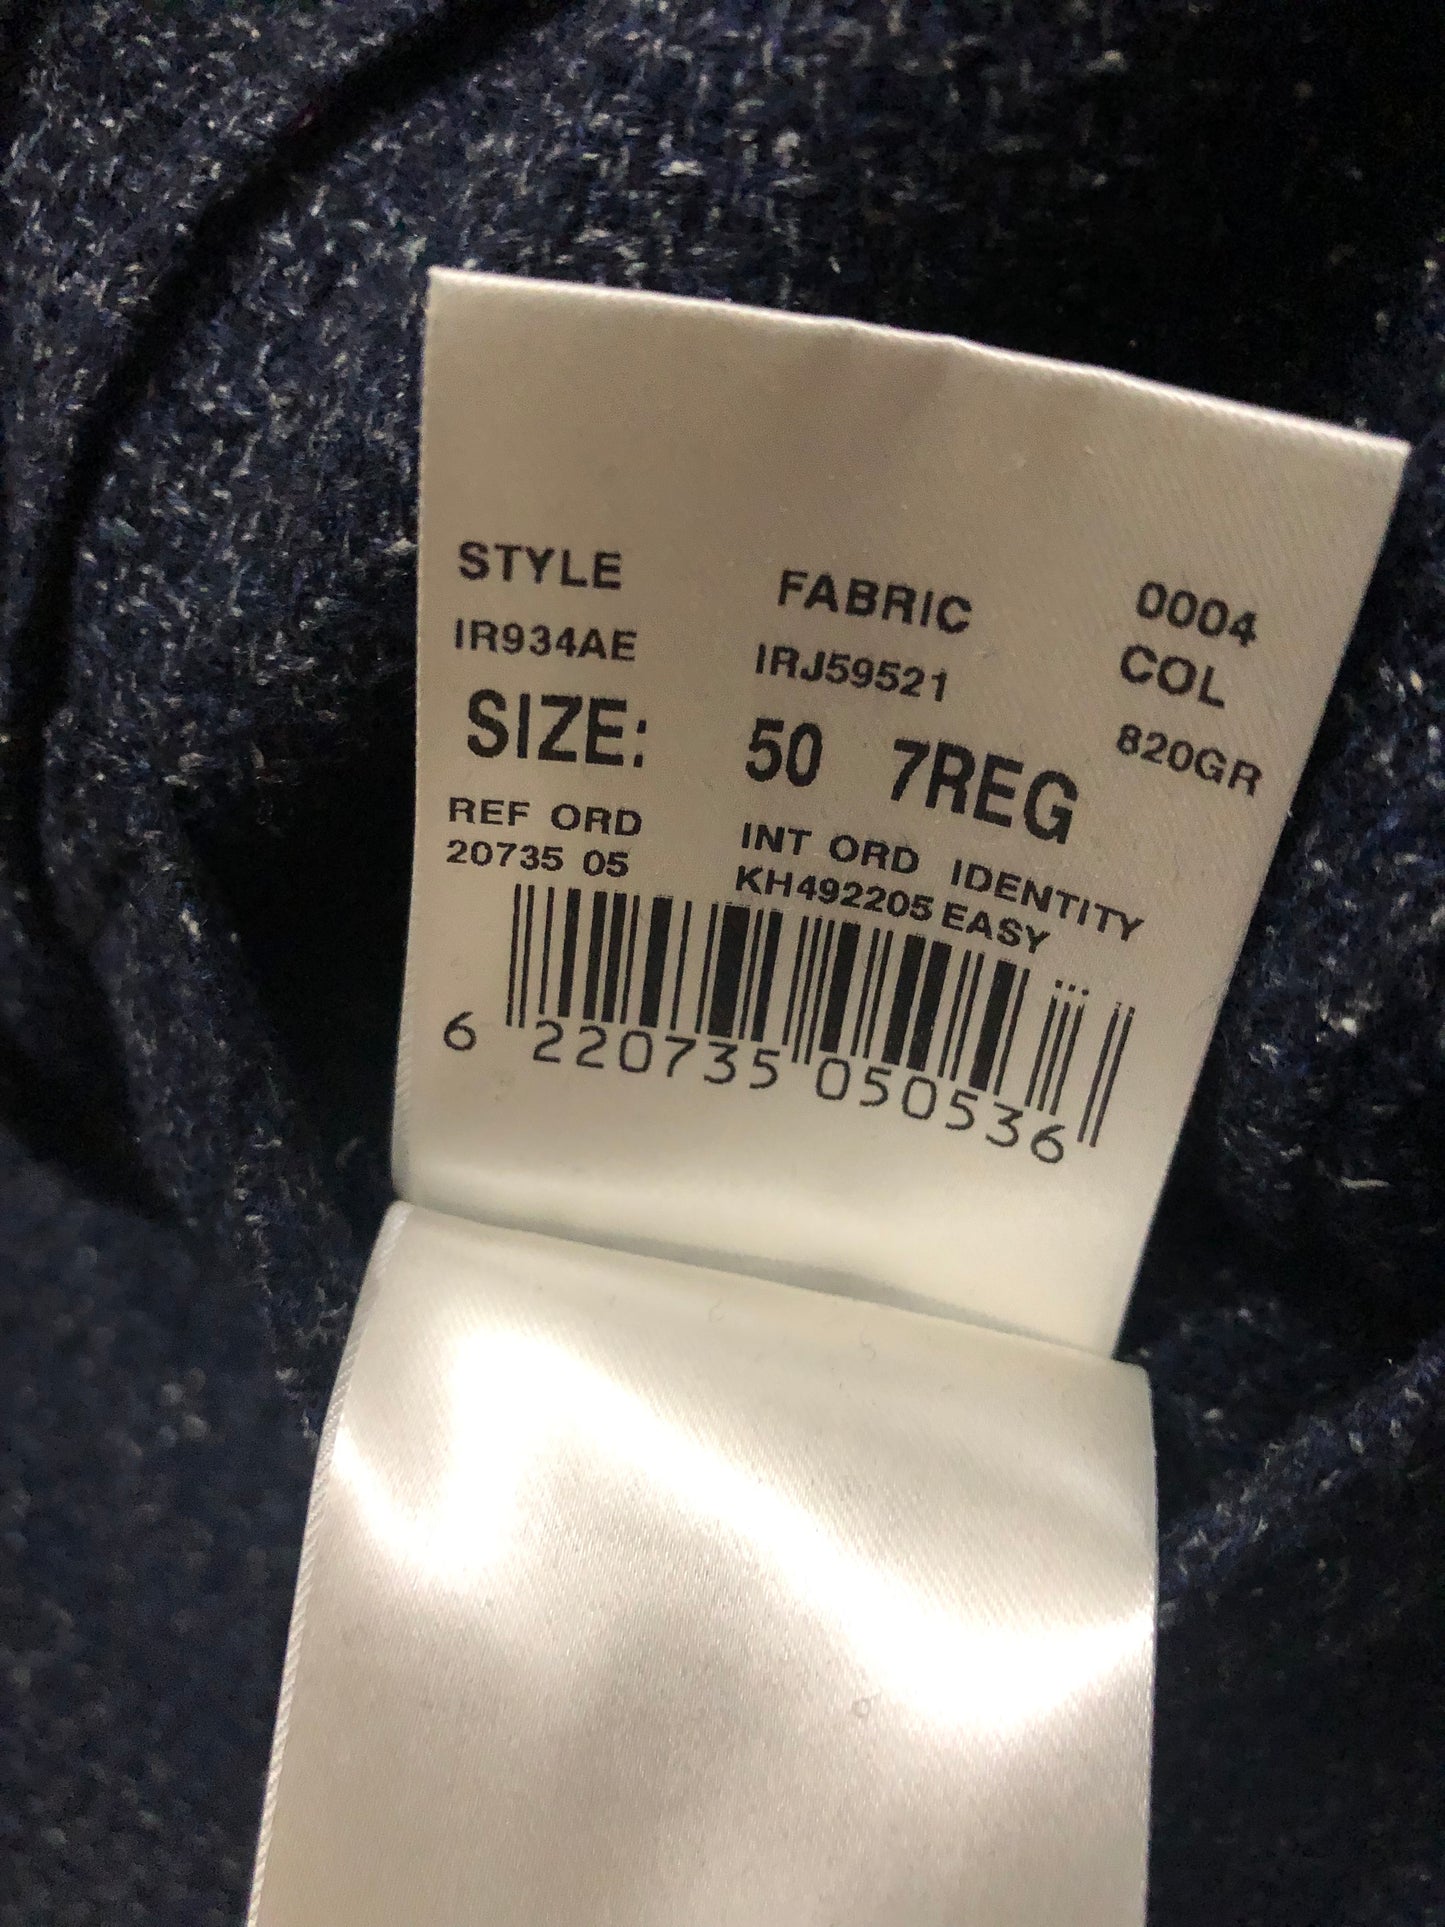 STYLE FABRIC 0004
IR934AE IRJ59521 COL
SIZE: 50 7REG 820GR
REF ORD INT ORD IDENTITY
20735 05 KH492205 EASY
6 220735 050536